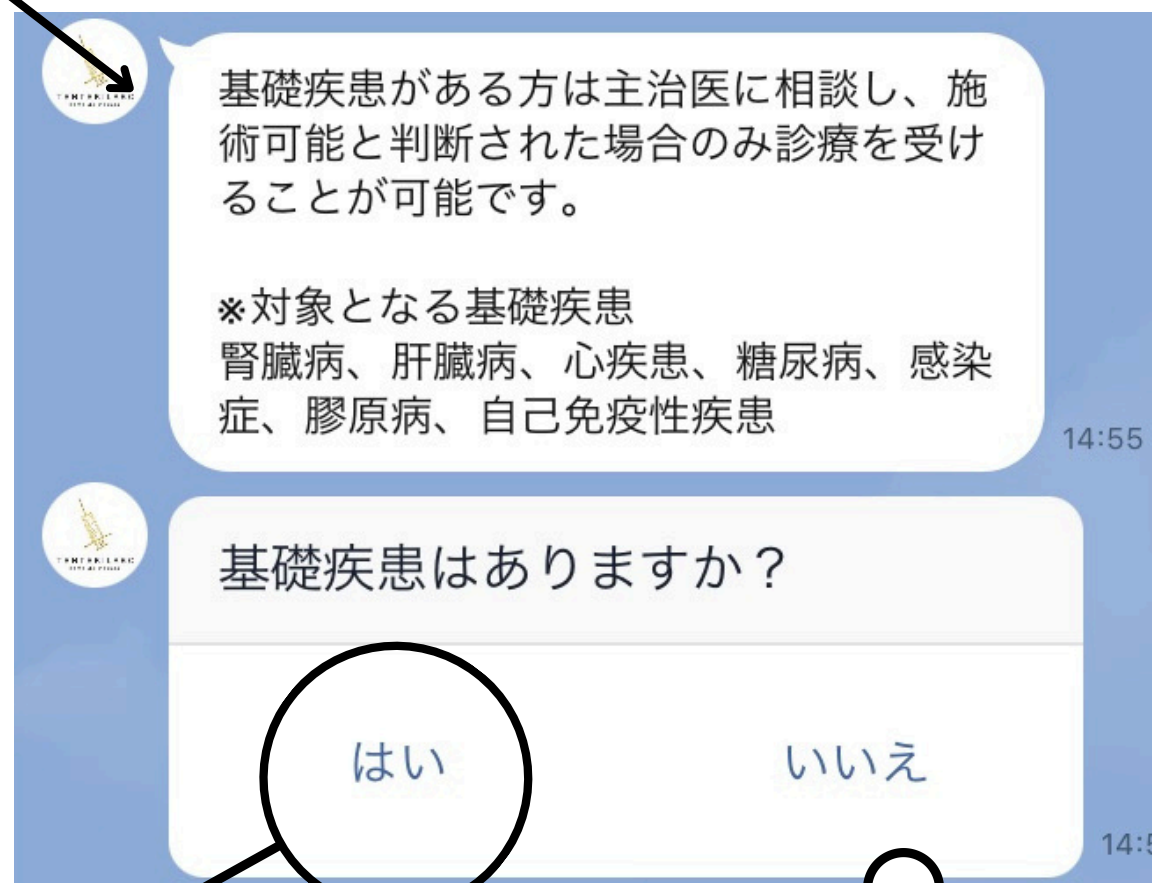 基礎疾患がある方は主治医に相談し、施
術可能と判断された場合のみ診療を受け
ることが可能です。
※対象となる基礎疾患
腎臓病、肝臓病、心疾患、糖尿病、感染
症、膠原病、自己免疫性疾患
14:55
基礎疾患はありますか？
はい
いいえ